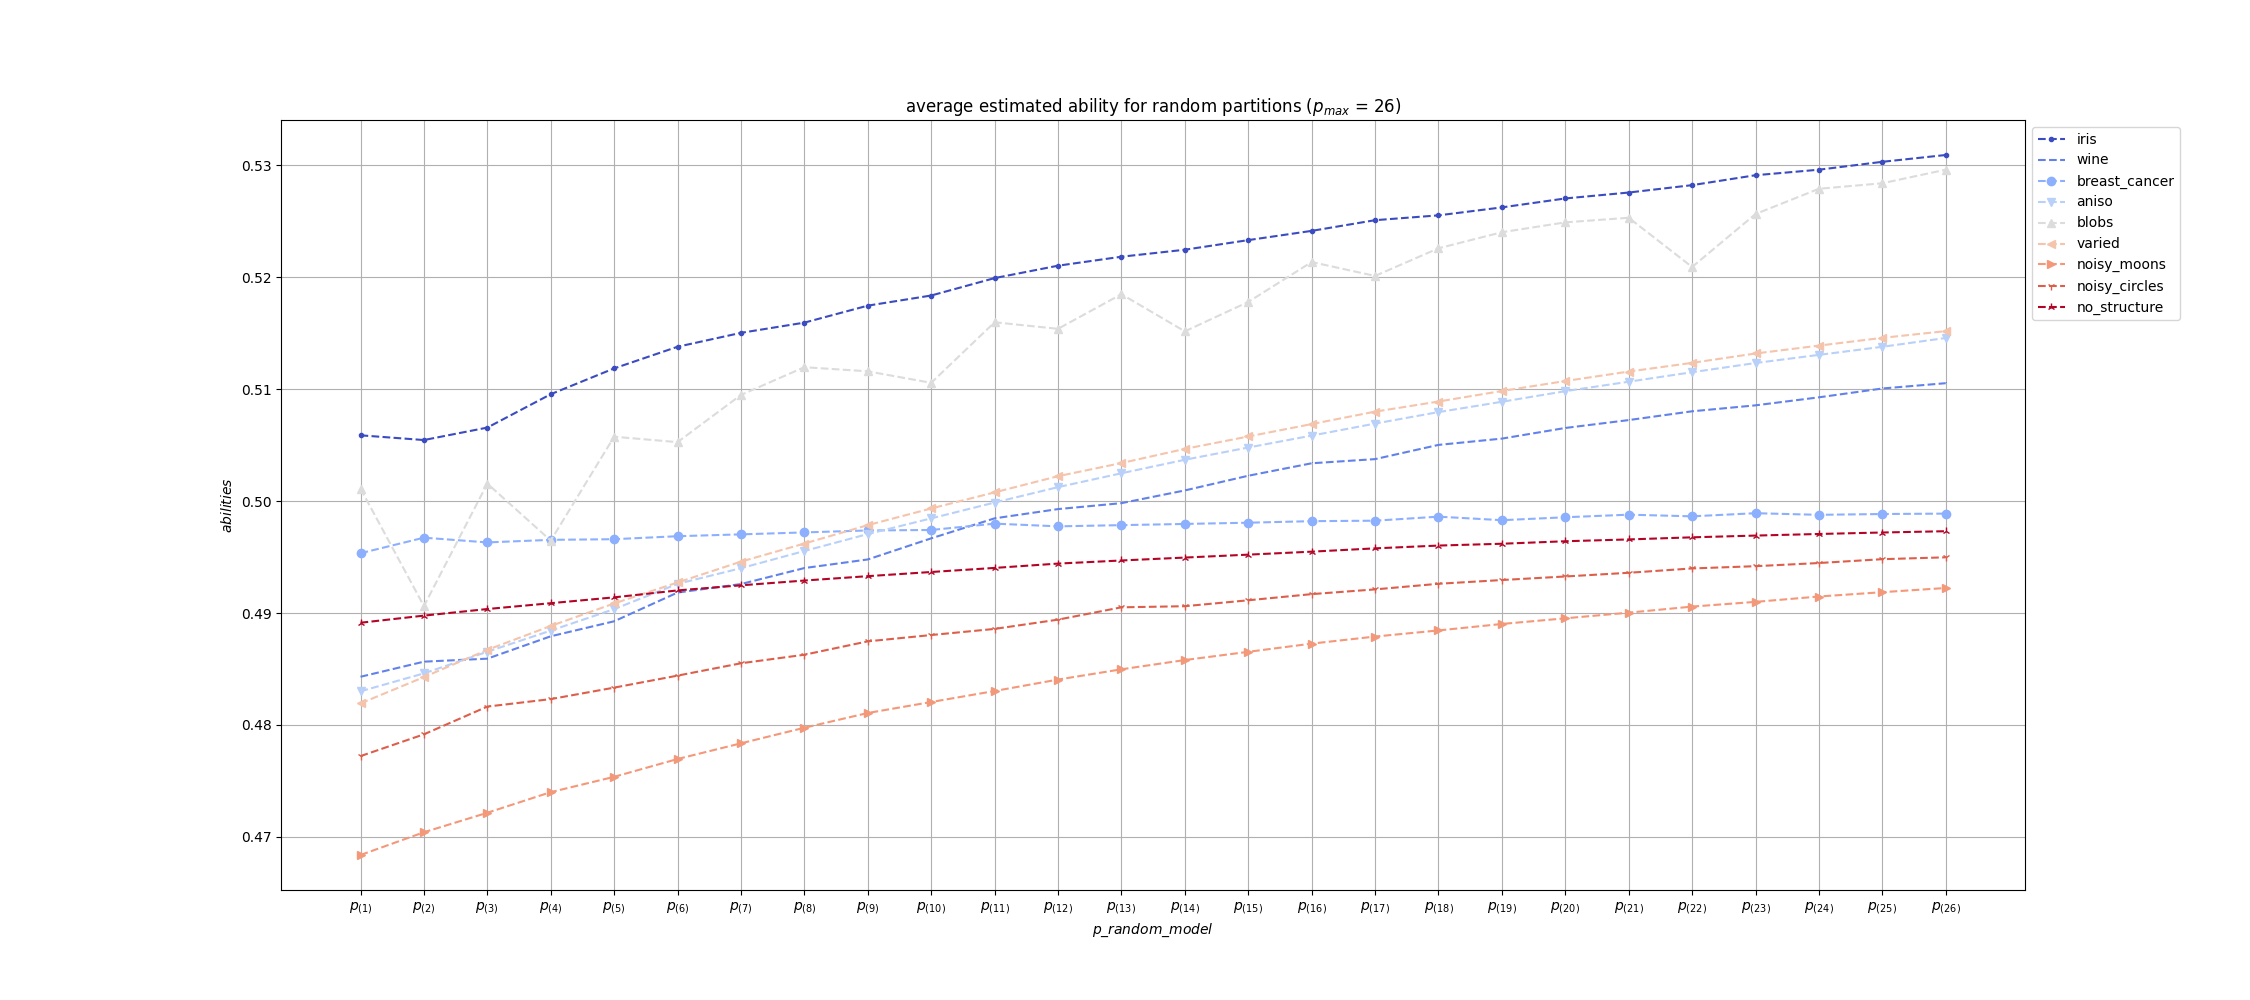 average estimated ability for random partitions (p_max = 26)
0.53
0.52
0.51
0.50
0.49
0.48
0.47
abilities
p(1) p(2) p(3) p(4) p(5) p(6) p(7) p(8) p(9) p(10) p(11) p(12) p(13) p(14) p(15) p(16) p(17) p(18) p(19) p(20) p(21) p(22) p(23) p(24) p(25) p(26)
p_random_model
iris
wine
breast_cancer
aniso
blobs
varied
noisy_moons
noisy_circles
no_structure